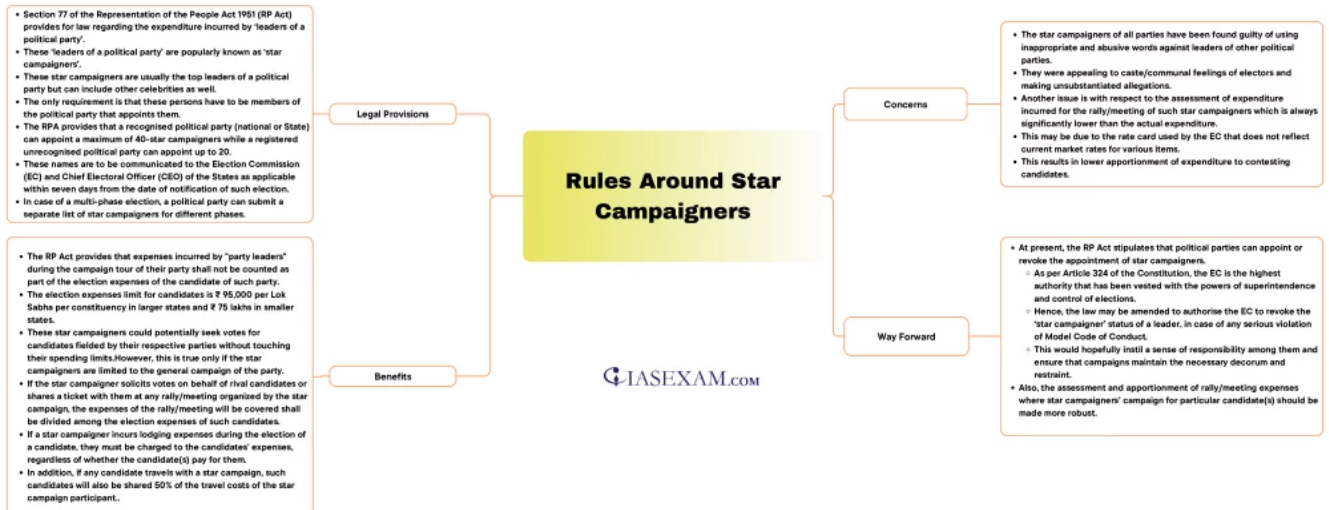 • Section 77 of the Representation of the People Act 1951 (RP Act)
provides for law regarding the expenditure incurred by ‘leaders of a
political party’.
• These ‘leaders of a political party’ are popularly known as ‘star
campaigners’.
• These star campaigners are usually the top leaders of a political
party but can include other celebrities as well.
• The only requirement is that these persons have to be members of
the political party that appoints them.
• The RPA provides that a recognised political party (national or State)
can appoint a maximum of 40-star campaigners while a registered
unrecognised political party can appoint up to 20.
• These names are to be communicated to the Election Commission
(EC) and Chief Electoral Officer (CEO) of the States as applicable
within seven days from the date of notification of such election.
• In case of a multi-phase election, a political party can submit a
separate list of star campaigners for different phases.
Legal Provisions
• The RP Act provides that expenses incurred by "party leaders"
during the campaign tour of their party shall not be counted as
part of the election expenses of the candidate of such party.
• The election expenses limit for candidates is ₹ 95,000 per Lok
Sabha per constituency in larger states and ₹ 75 lakhs in smaller
states.
• These star campaigners could potentially seek votes for
candidates fielded by their respective parties without touching
their spending limits.However, this is true only if the star
campaigners are limited to the general campaign of the party.
• If the star campaigner solicits votes on behalf of rival candidates or
shares a ticket with them at any rally/meeting organized by the star
campaign, the expenses of the rally/meeting will be covered shall
be divided among the election expenses of such candidates.
• If a star campaigner incurs lodging expenses during the election of
a candidate, they must be charged to the candidates' expenses,
regardless of whether the candidate(s) pay for them.
• In addition, if any candidate travels with a star campaign, such
candidates will also be shared 50% of the travel costs of the star
campaign participant..
Benefits
Rules Around Star
Campaigners
IASEXAM.COM
Concerns
• The star campaigners of all parties have been found guilty of using
inappropriate and abusive words against leaders of other political
parties.
• They were appealing to caste/communal feelings of electors and
making unsubstantiated allegations.
• Another issue is with respect to the assessment of expenditure
incurred for the rally/meeting of such star campaigners which is always
significantly lower than the actual expenditure.
• This may be due to the rate card used by the EC that does not reflect
current market rates for various items.
• This results in lower apportionment of expenditure to contesting
candidates.
Way Forward
• At present, the RP Act stipulates that political parties can appoint or
revoke the appointment of star campaigners.
○ As per Article 324 of the Constitution, the EC is the highest
authority that has been vested with the powers of superintendence
and control of elections.
○ Hence, the law may be amended to authorise the EC to revoke the
‘star campaigner’ status of a leader, in case of any serious violation
of Model Code of Conduct.
○ This would hopefully instil a sense of responsibility among them and
ensure that campaigns maintain the necessary decorum and
restraint.
• Also, the assessment and apportionment of rally/meeting expenses
where star campaigners’ campaign for particular candidate(s) should be
made more robust.